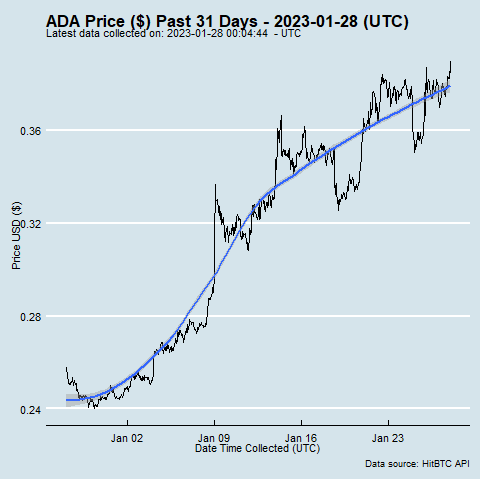 ADA Price ($) Past 31 Days - 2023-01-28 (UTC)
Latest data collected on: 2023-01-28 00:04:44 - UTC
Price USD ($)
0.36
0.32
0.28
0.24
Jan 02
Jan 09
Jan 16
Jan 23
Date Time Collected (UTC)
Data source: HitBTC API